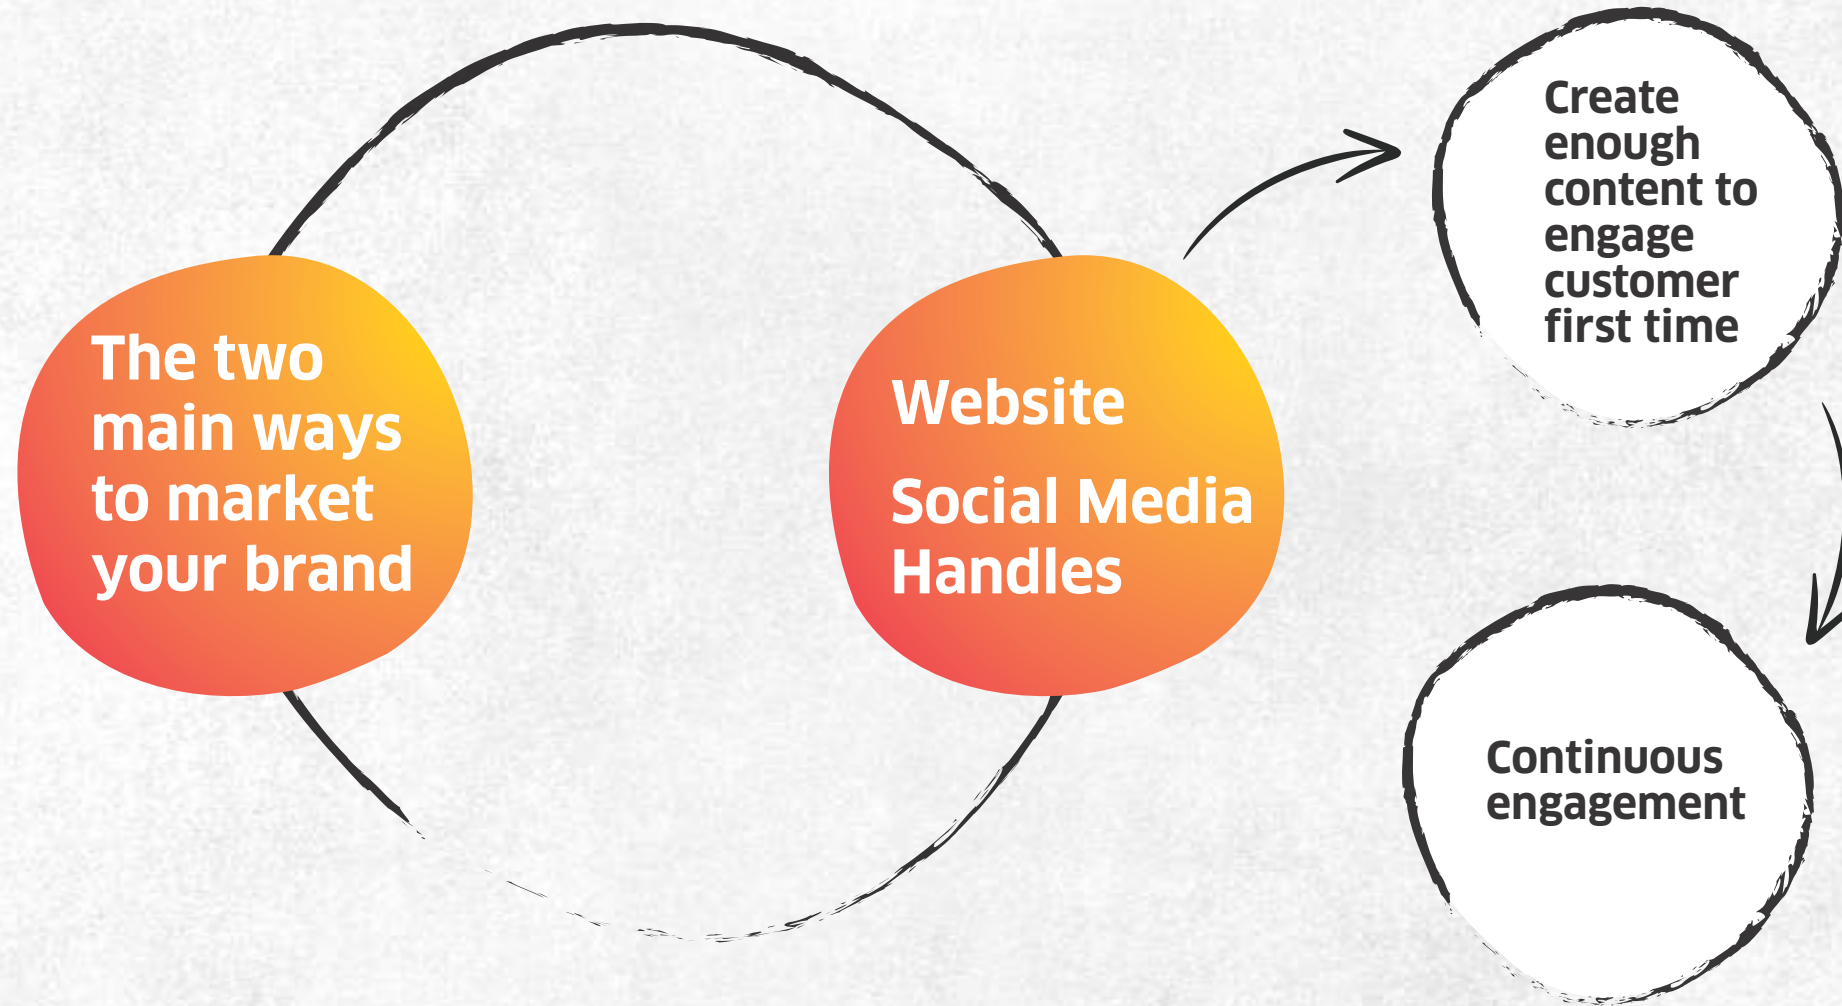 The two
main ways
to market
your brand
Website
Social Media
Handles
Create
enough
content to
engage
customer
first time
Continuous
engagement